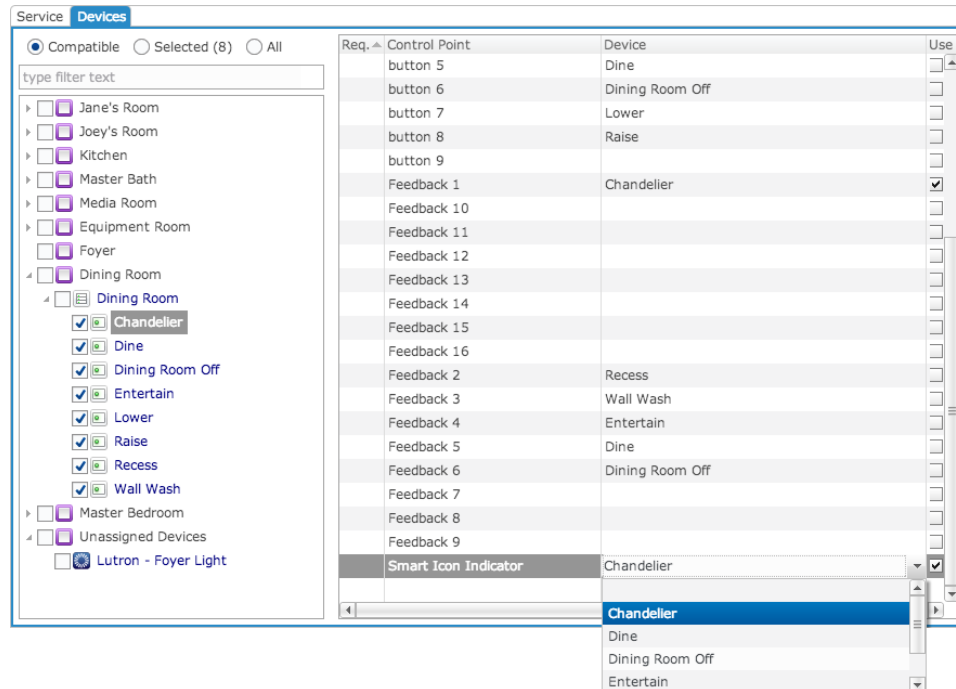 Service Devices
Compatible Selected (8) All
type filter text
Jane's Room
Joey's Room
Kitchen
Master Bath
Media Room
Equipment Room
Foyer
Dining Room
Dining Room
Chandelier
Dine
Dining Room Off
Entertain
Lower
Raise
Recess
Wall Wash
Master Bedroom
Unassigned Devices
Lutron - Foyer Light
Req. Control Point Device Use
button 5 Dine
button 6 Dining Room Off
button 7 Lower
button 8 Raise
button 9
Feedback 1 Chandelier
Feedback 10
Feedback 11
Feedback 12
Feedback 13
Feedback 14
Feedback 15
Feedback 16
Feedback 2 Recess
Feedback 3 Wall Wash
Feedback 4 Entertain
Feedback 5 Dine
Feedback 6 Dining Room Off
Feedback 7
Feedback 8
Feedback 9
Smart Icon Indicator Chandelier
Chandelier
Dine
Dining Room Off
Entertain